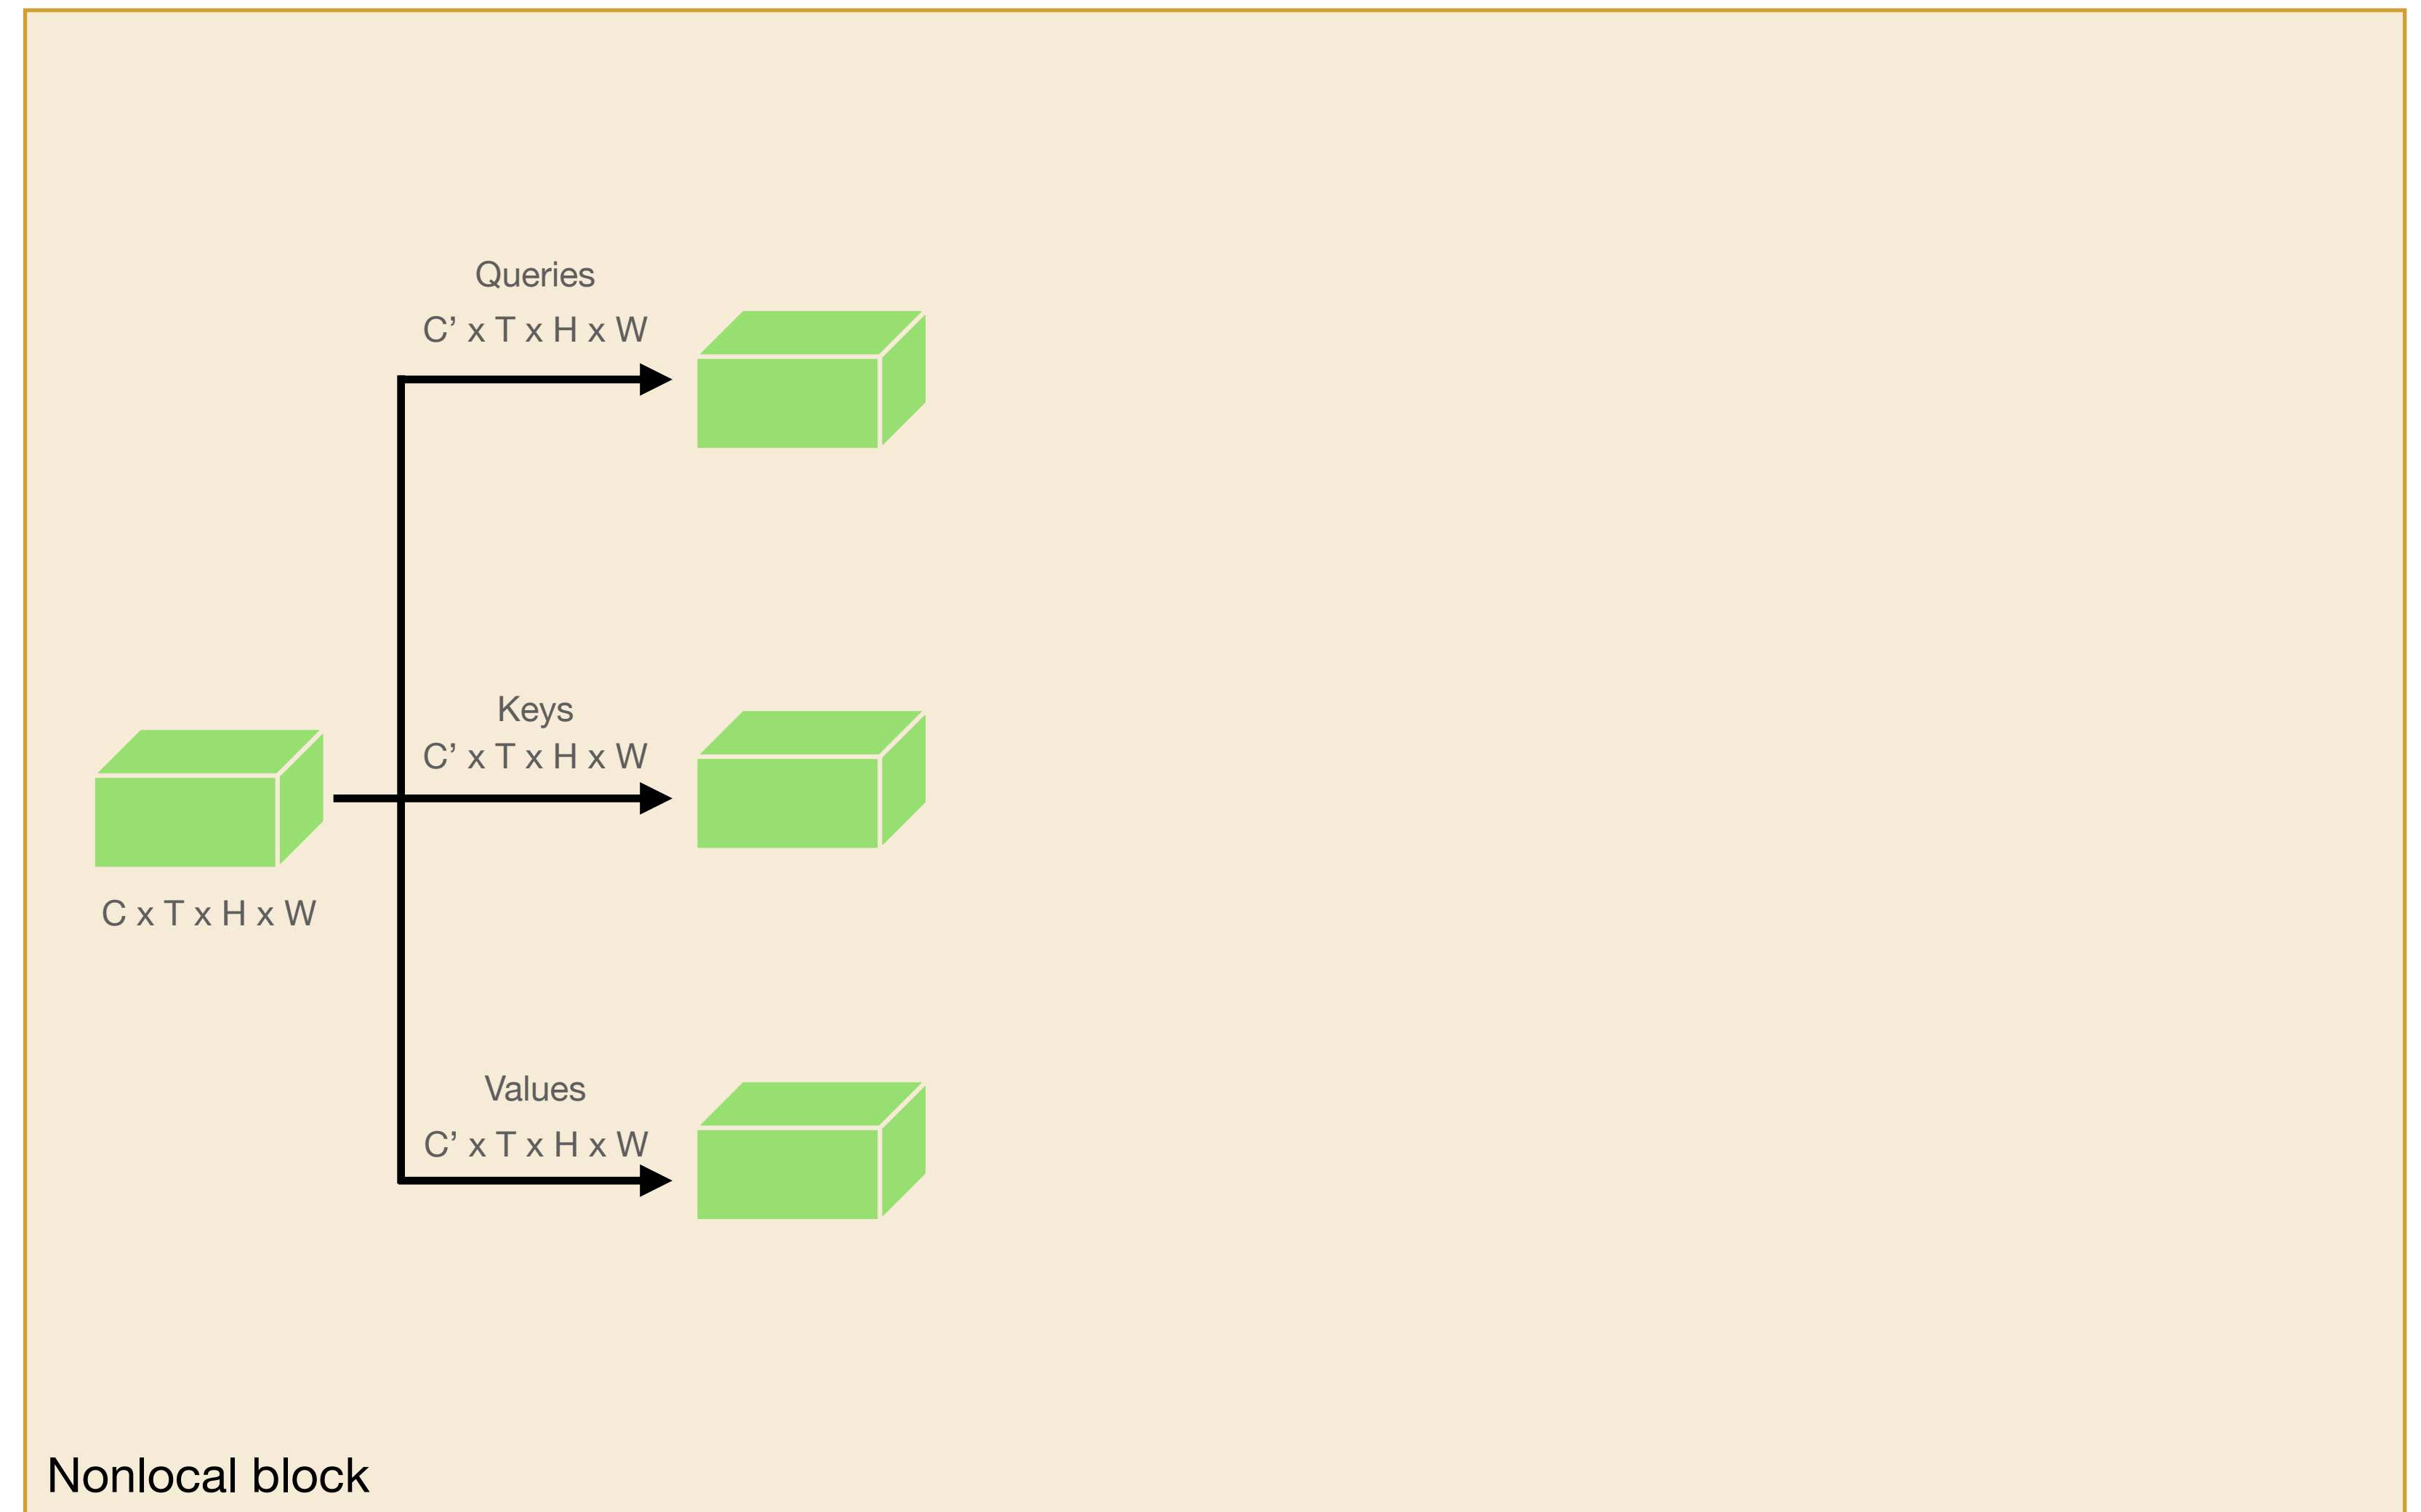 Queries
C’ x T x H x W
Keys
C’ x T x H x W
C x T x H x W
Values
C’ x T x H x W
Nonlocal block